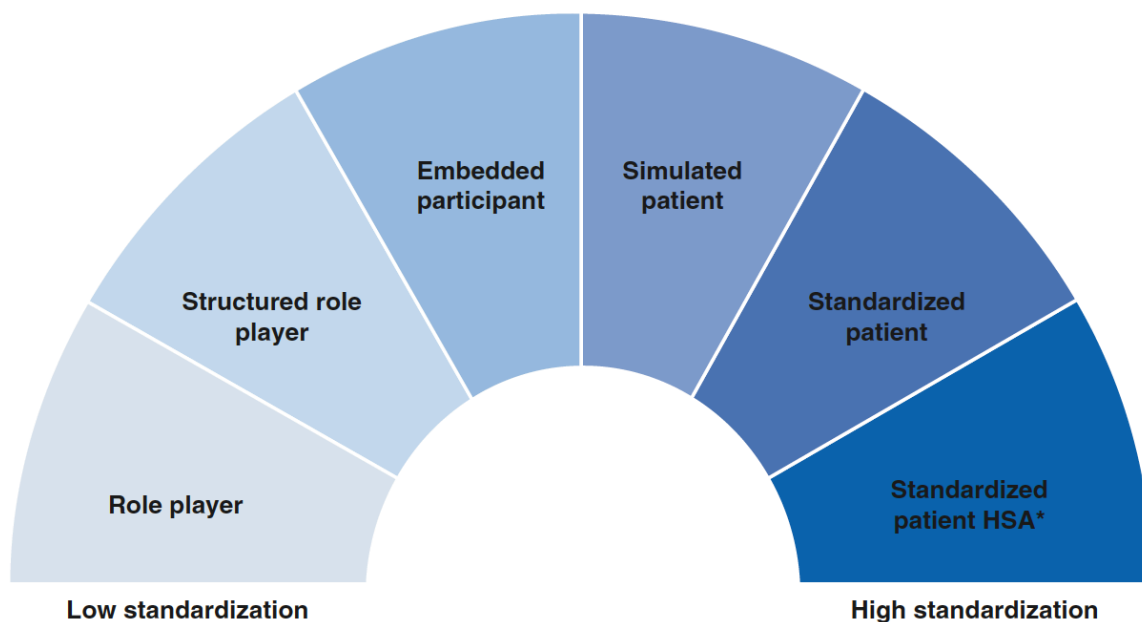 Embedded
participant
Simulated
patient
Structured role
player
Standardized
patient
Role player
Standardized
patient HSA*
Low standardization
High standardization